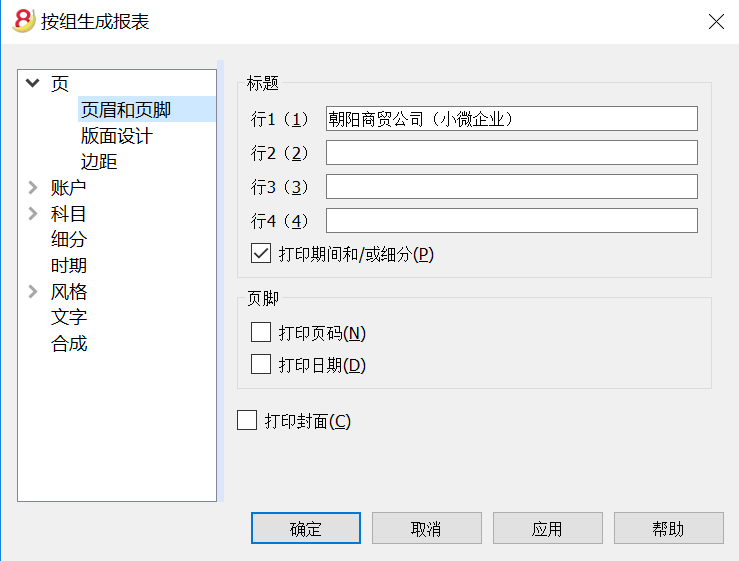 按组生成报表
页
页眉和页脚
版面设计
边距
账户
科目
细分
时期
风格
文字
合成
标题
行1（1） 朝阳商贸公司（小微企业）
行2（2）
行3（3）
行4（4）
打印期间和/或细分(P)
页脚
打印页码(N)
打印日期(D)
打印封面(C)
确定 取消 应用 帮助